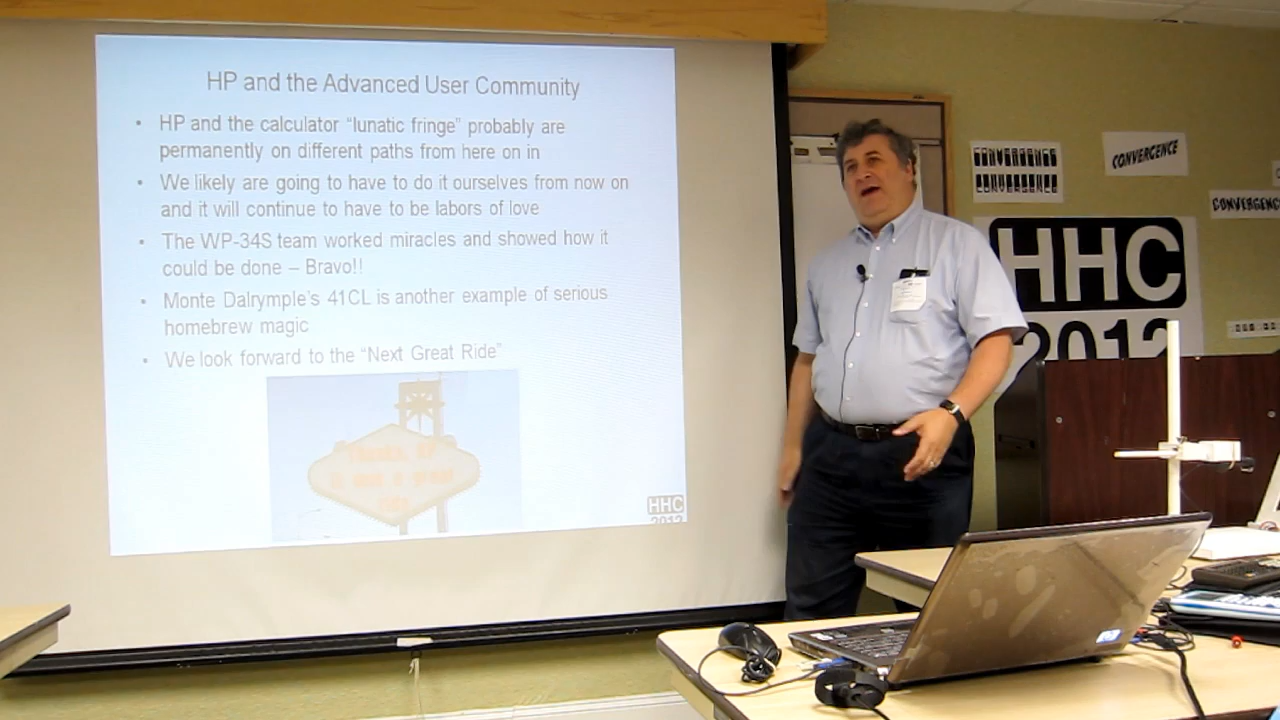 HP and the Advanced User Community
• HP and the calculator “lunatic fringe” probably are
permanently on different paths from here on in
• We likely are going to have to do it ourselves from now on
and it will continue to have to be labors of love
• The WP-34S team worked miracles and showed how it
could be done – Bravo!!
• Monte Dalrymple's 41CL is another example of serious
homebrew magic
• We look forward to the “Next Great Ride”
HHC
2012
CONVERGENCE
CONVERGENCE
CONVERGENCE
CONVERGENC
HHC
2012
hp